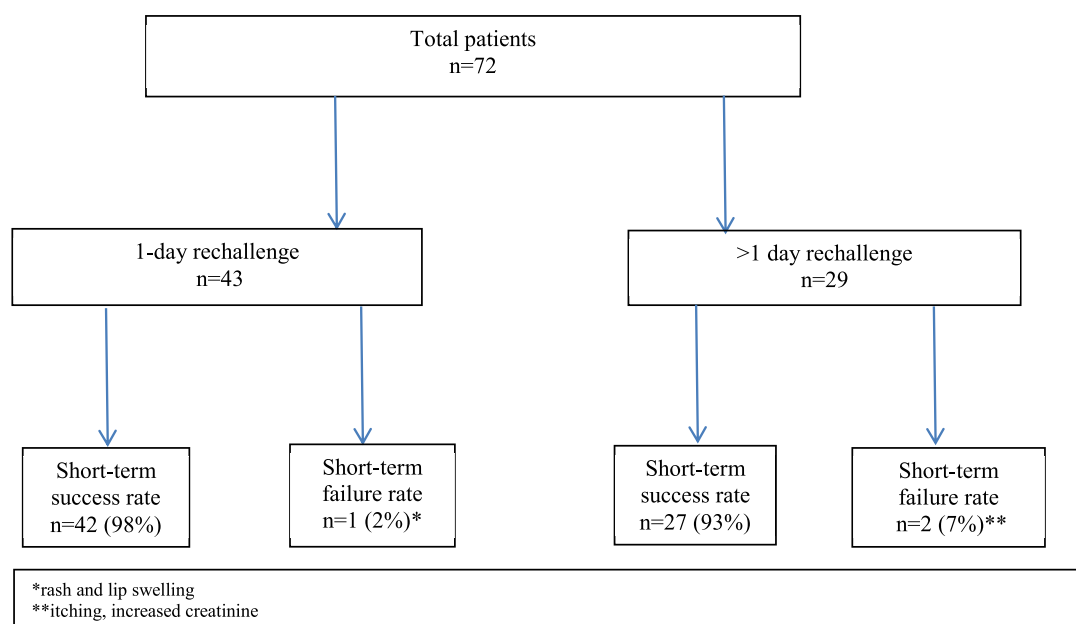 Total patients
n=72
1-day rechallenge
n=43
>1 day rechallenge
n=29
Short-term
success rate
n=42 (98%)
Short-term
failure rate
n=1 (2%)*
Short-term
success rate
n=27 (93%)
Short-term
failure rate
n=2 (7%)**
*rash and lip swelling
**itching, increased creatinine